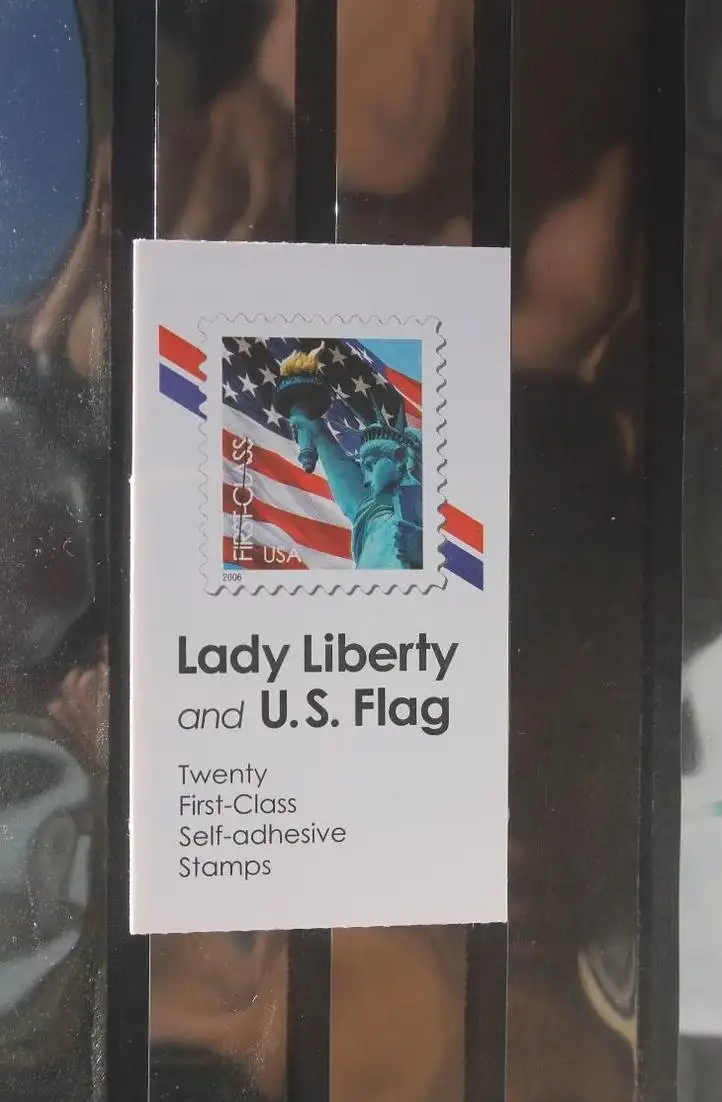 FIRST-CLASS
USA
2006
Lady Liberty
and U.S. Flag
Twenty
First-Class
Self-adhesive
Stamps